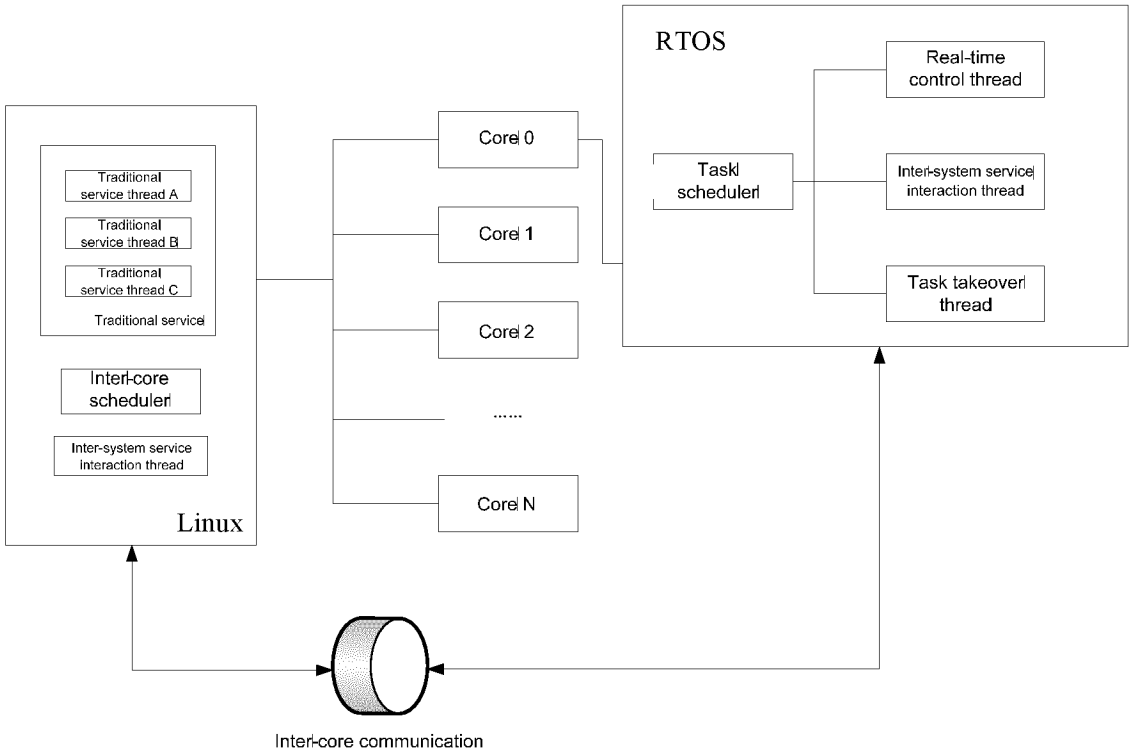 RTOS
Real-time
control thread
Task
scheduler
Inter-system service
interaction thread
Task takeover
thread
Core 0
Core 1
Core 2
......
Core N
Traditional
service thread A
Traditional
service thread B
Traditional
service thread C
Traditional service
Inter-core
scheduler
Inter-system service
interaction thread
Linux
Inter-core communication